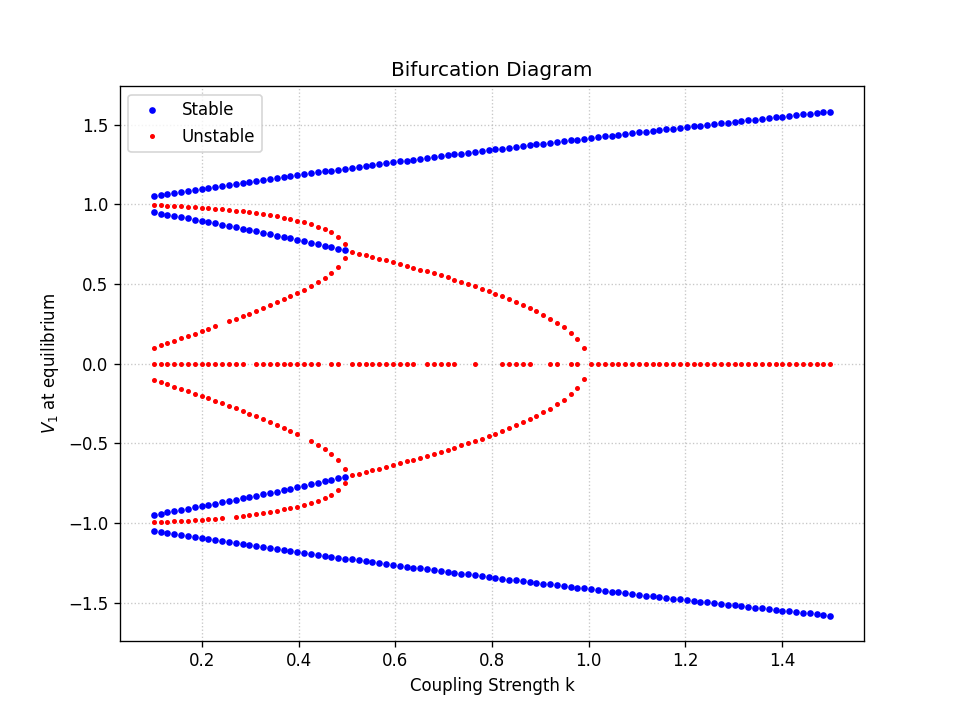 Bifurcation Diagram
Stable
Unstable
1.5
1.0
0.5
0.0
−0.5
−1.0
−1.5
V₁ at equilibrium
0.2 0.4 0.6 0.8 1.0 1.2 1.4
Coupling Strength k